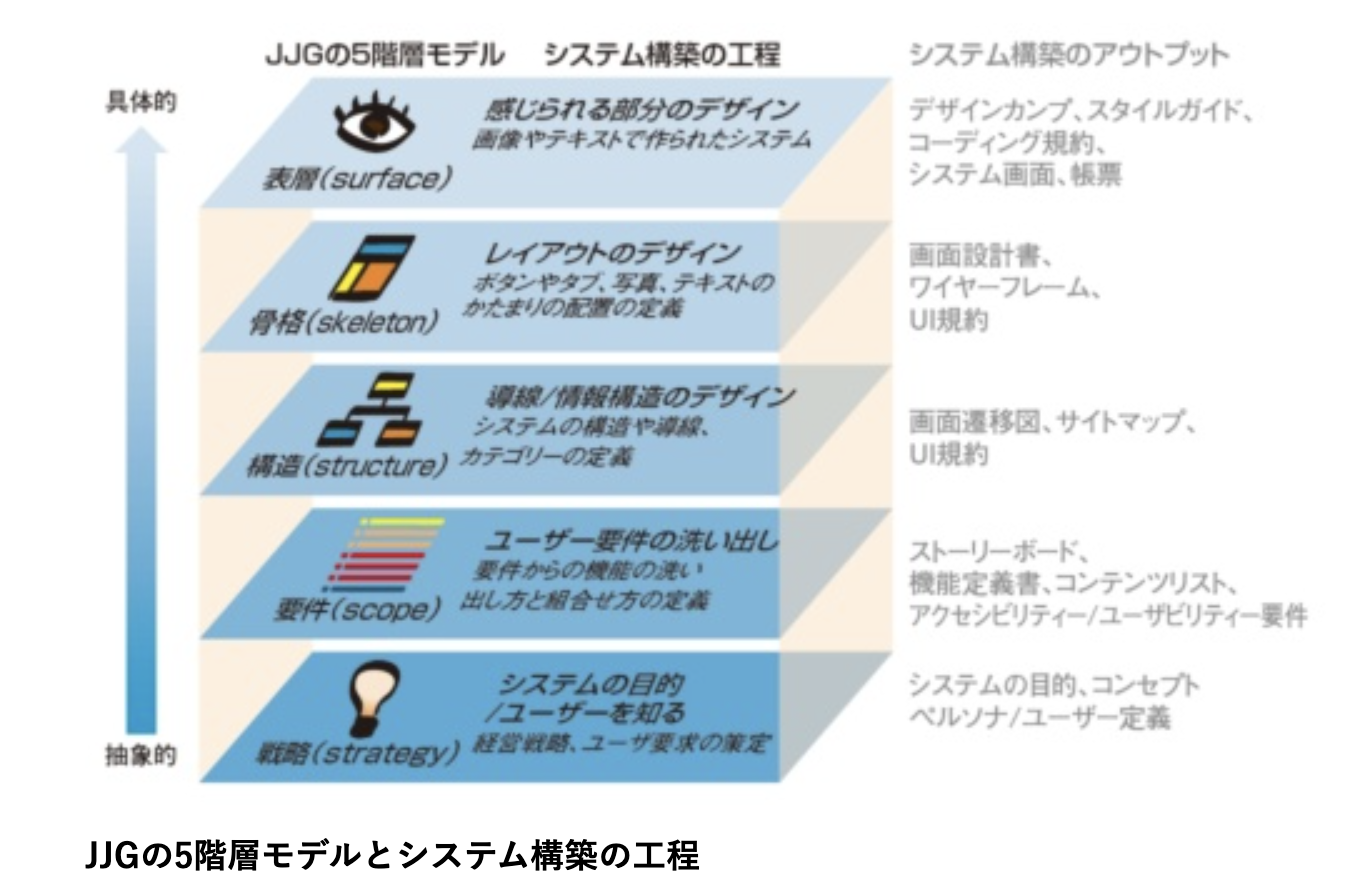 JJGの5階層モデル システム構築の工程 システム構築のアウトプット
具体的
感じられる部分のデザイン
画像やテキストで作られたシステム
表層(surface)
デザインカンプ、スタイルガイド、
コーディング規約、
システム画面、帳票
レイアウトのデザイン
ボタンやタブ、写真、テキストの
かたまりの配置の定義
骨格(skeleton)
画面設計書、
ワイヤーフレーム、
UI規約
導線/情報構造のデザイン
システムの構造や導線、
カテゴリーの定義
構造(structure)
画面遷移図、サイトマップ、
UI規約
ユーザー要件の洗い出し
要件からの機能の洗い
出し方と組合せ方の定義
要件(scope)
ストーリーボード、
機能定義書、コンテンツリスト、
アクセシビリティー/ユーザビリティー要件
システムの目的
/ユーザーを知る
経営戦略、ユーザ要求の策定
戦略(strategy)
システムの目的、コンセプト
ペルソナ/ユーザー定義
抽象的
JJGの5階層モデルとシステム構築の工程